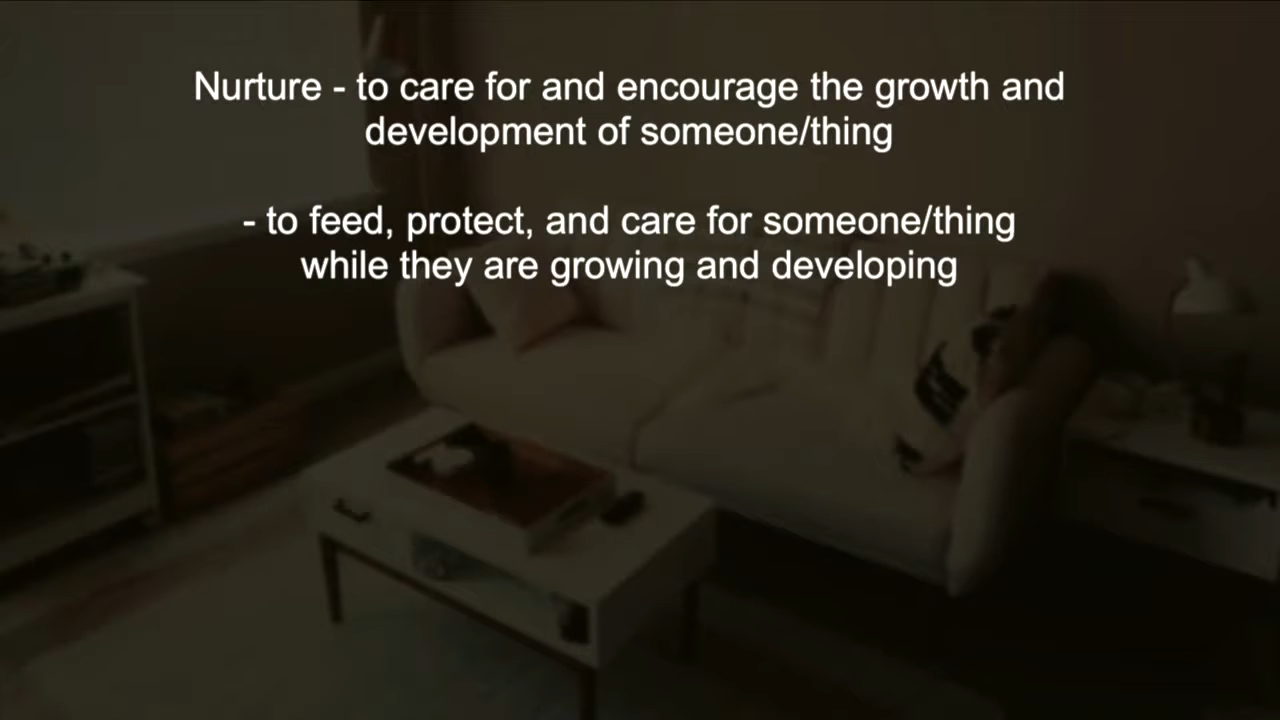 Nurture - to care for and encourage the growth and
development of someone/thing
- to feed, protect, and care for someone/thing
while they are growing and developing